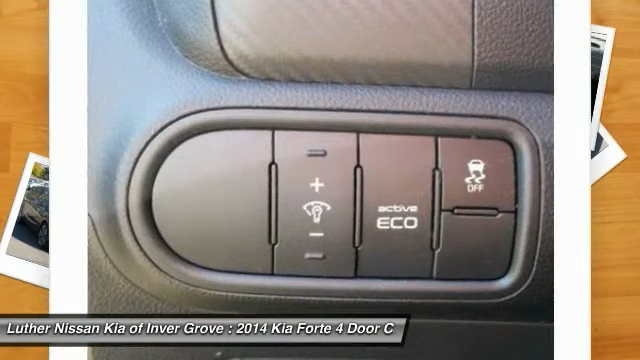 +
active
ECO
OFF
−
Luther Nissan Kia of Inver Grove : 2014 Kia Forte 4 Door C